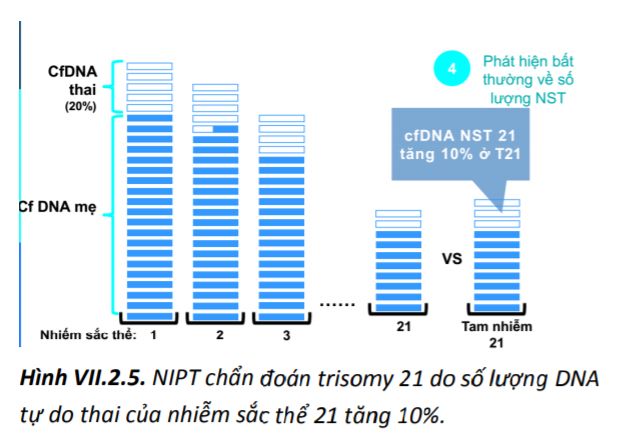 CfDNA
thai
(20%)
Cf DNA mẹ
4
Phát hiện bất
thường về số
lượng NST
cfDNA NST 21
tăng 10% ở T21
VS
......
Nhiễm sắc thể:
1
2
3
21
Tam nhiễm
21
Hình VII.2.5. NIPT chẩn đoán trisomy 21 do số lượng DNA
tự do thai của nhiễm sắc thể 21 tăng 10%.